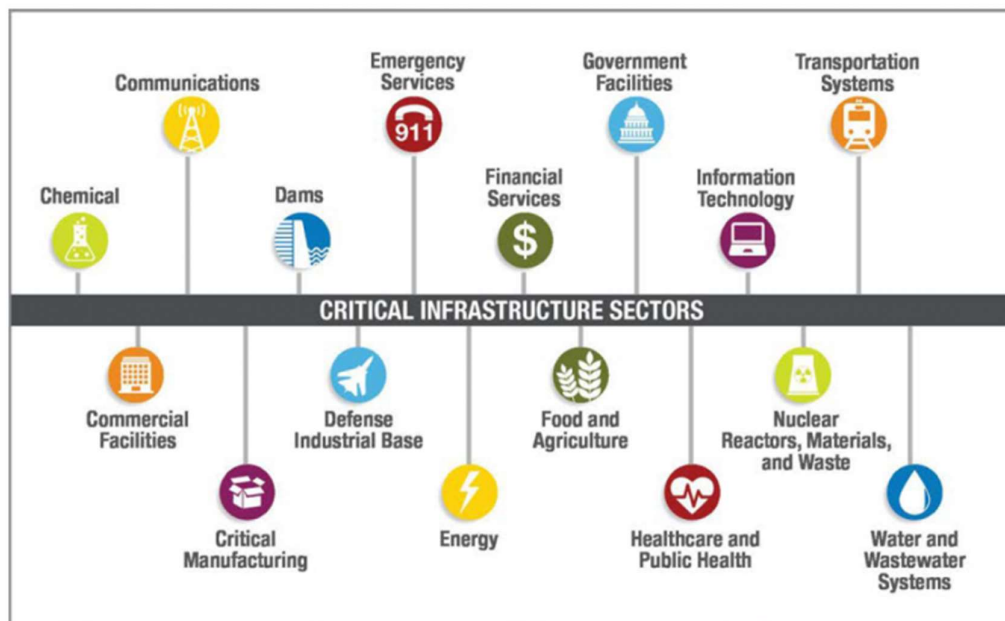 Communications
Emergency
Services
Government
Facilities
Transportation
Systems
911
Chemical
Dams
Financial
Services
Information
Technology
$
CRITICAL INFRASTRUCTURE SECTORS
Commercial
Facilities
Defense
Industrial Base
Food and
Agriculture
Nuclear
Reactors, Materials,
and Waste
Critical
Manufacturing
Energy
Healthcare and
Public Health
Water and
Wastewater
Systems